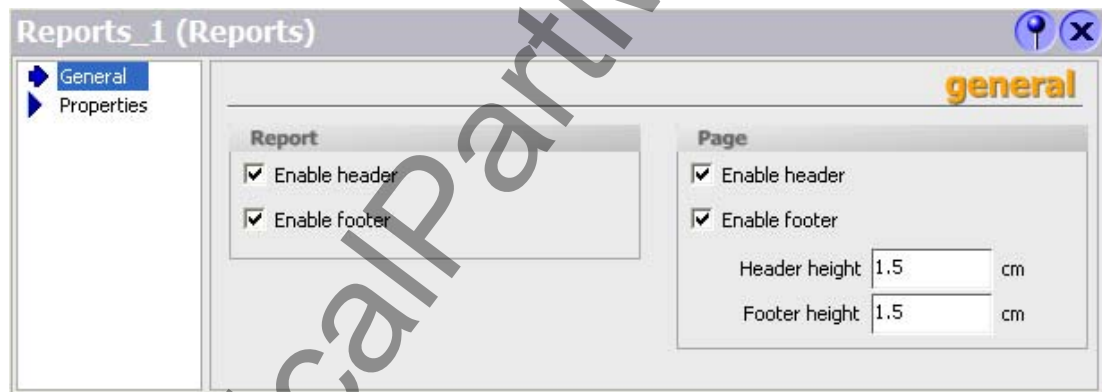 Reports_1 (Reports)
General
Properties
general
Report
Enable header
Enable footer
Page
Enable header
Enable footer
Header height 1.5 cm
Footer height 1.5 cm